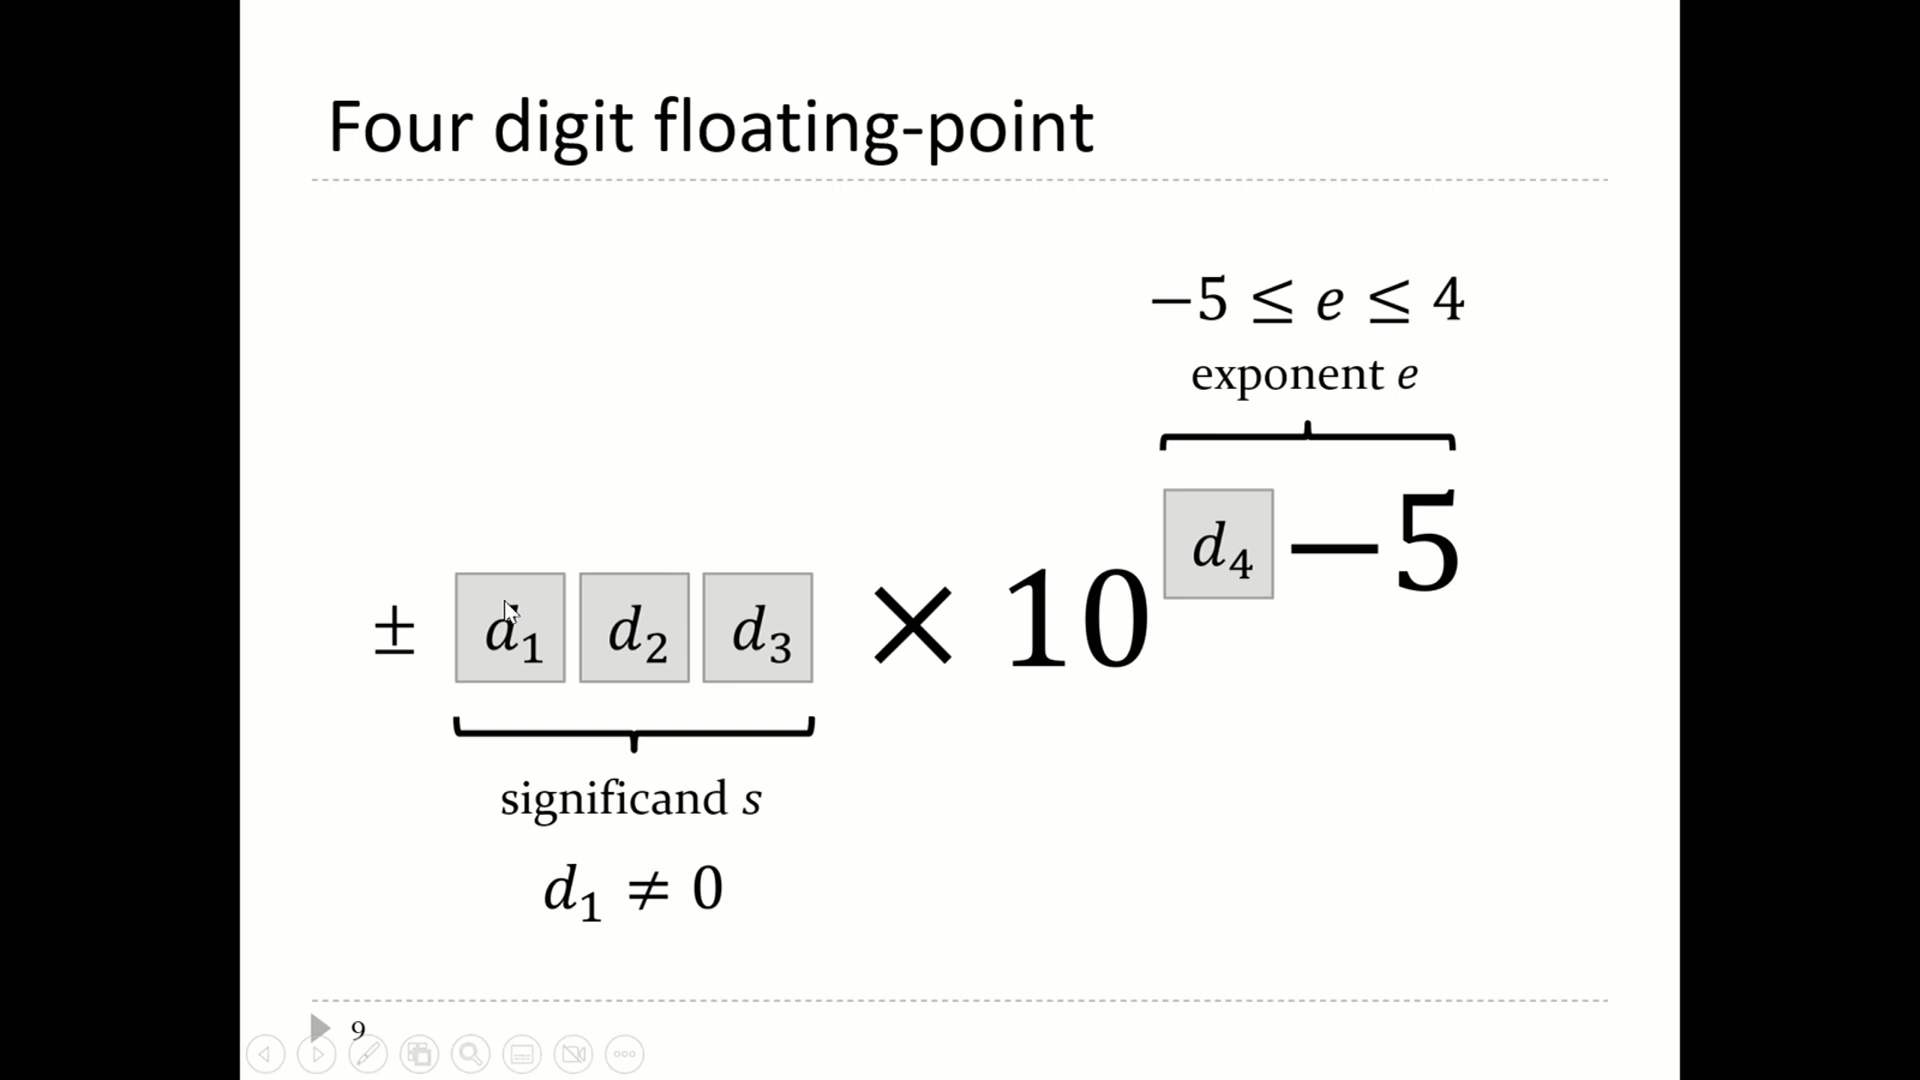 Four digit floating-point
−5 ≤ e ≤ 4
exponent e
± d₁ d₂ d₃ × 10^(d₄ − 5)
significand s
d₁ ≠ 0
9